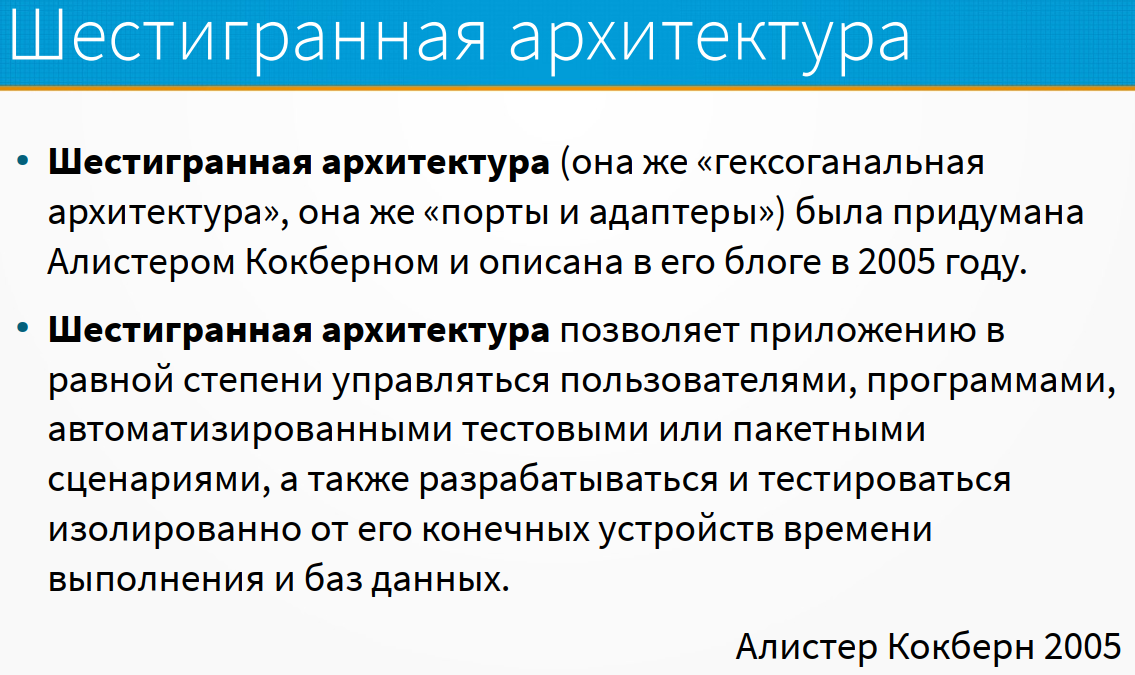 Шестигранная архитектура
• Шестигранная архитектура (она же «гексоганальная
архитектура», она же «порты и адаптеры») была придумана
Алистером Кокберном и описана в его блоге в 2005 году.
• Шестигранная архитектура позволяет приложению в
равной степени управляться пользователями, программами,
автоматизированными тестовыми или пакетными
сценариями, а также разрабатываться и тестироваться
изолированно от его конечных устройств времени
выполнения и баз данных.
Алистер Кокберн 2005